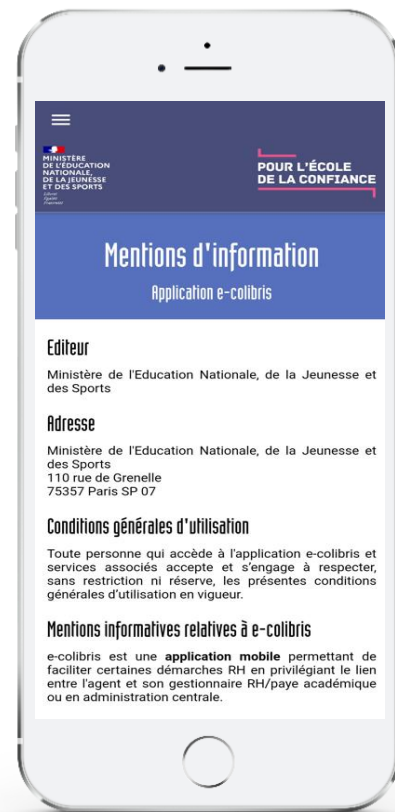 MINISTÈRE
DE L'ÉDUCATION
NATIONALE,
DE LA JEUNESSE
ET DES SPORTS
Liberté
Égalité
Fraternité
POUR L'ÉCOLE
DE LA CONFIANCE
Mentions d'information
Application e-colibris
Editeur
Ministère de l'Education Nationale, de la Jeunesse et
des Sports
Adresse
Ministère de l'Education Nationale, de la Jeunesse et
des Sports
110 rue de Grenelle
75357 Paris SP 07
Conditions générales d'utilisation
Toute personne qui accède à l'application e-colibris et
services associés accepte et s'engage à respecter,
sans restriction ni réserve, les présentes conditions
générales d'utilisation en vigueur.
Mentions informatives relatives à e-colibris
e-colibris est une application mobile permettant de
faciliter certaines démarches RH en privilégiant le lien
entre l'agent et son gestionnaire RH/paye académique
ou en administration centrale.